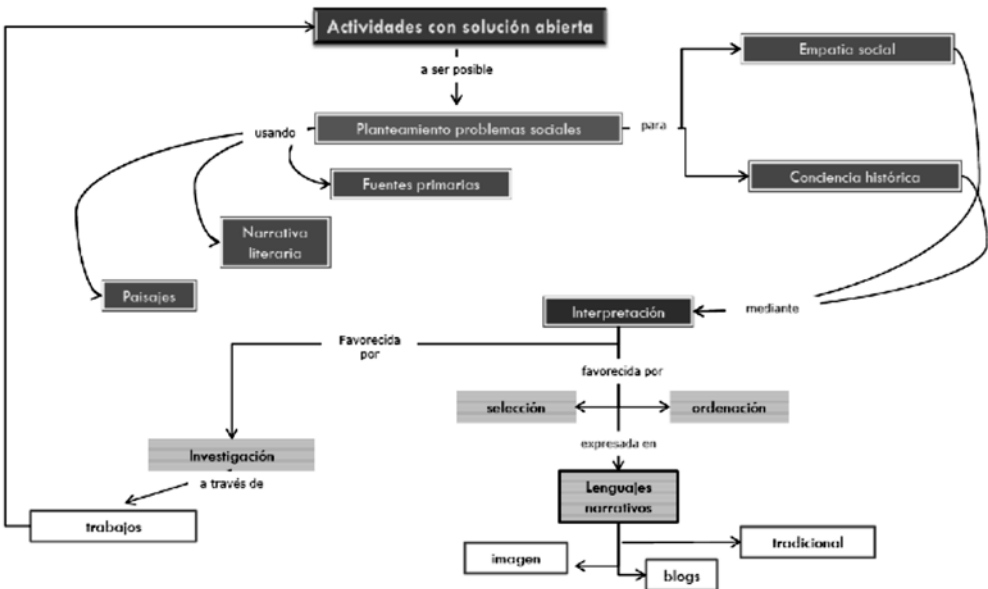 Actividades con solución abierta
a ser posible
Empatia social
usando
Planteamiento problemas sociales
para
Fuentes primarias
Conciencia histórica
Narrativa
literaria
Paisajes
Interpretación
mediante
Favorecida
por
favorecida por
selección
ordenación
expresada en
Investigación
a través de
Lenguajes
narrativos
trabajos
tradicional
imagen
blogs